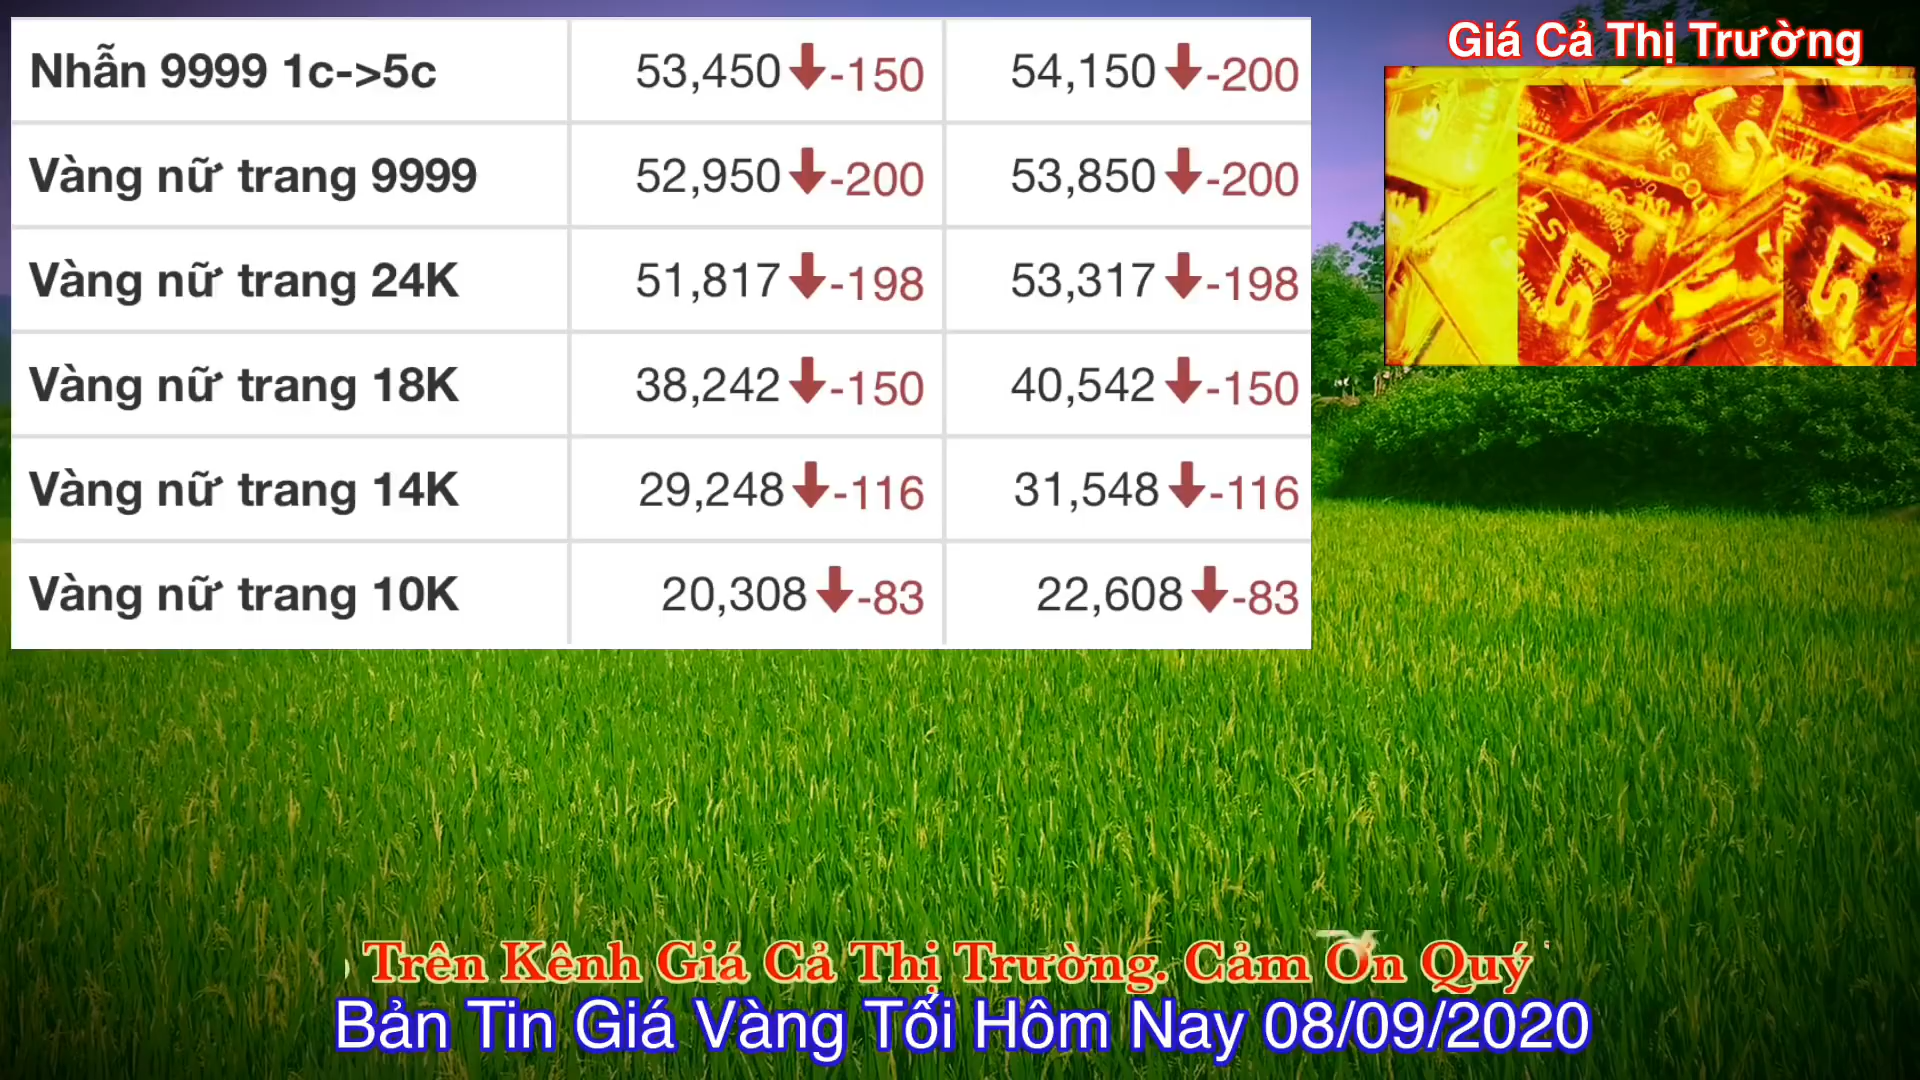 Giá Cả Thị Trường
Nhẫn 9999 1c->5c 53,450 -150 54,150 -200
Vàng nữ trang 9999 52,950 -200 53,850 -200
Vàng nữ trang 24K 51,817 -198 53,317 -198
Vàng nữ trang 18K 38,242 -150 40,542 -150
Vàng nữ trang 14K 29,248 -116 31,548 -116
Vàng nữ trang 10K 20,308 -83 22,608 -83
FINE GOLD
Trên Kênh Giá Cả Thị Trường. Cảm Ơn Quý
Bản Tin Giá Vàng Tối Hôm Nay 08/09/2020